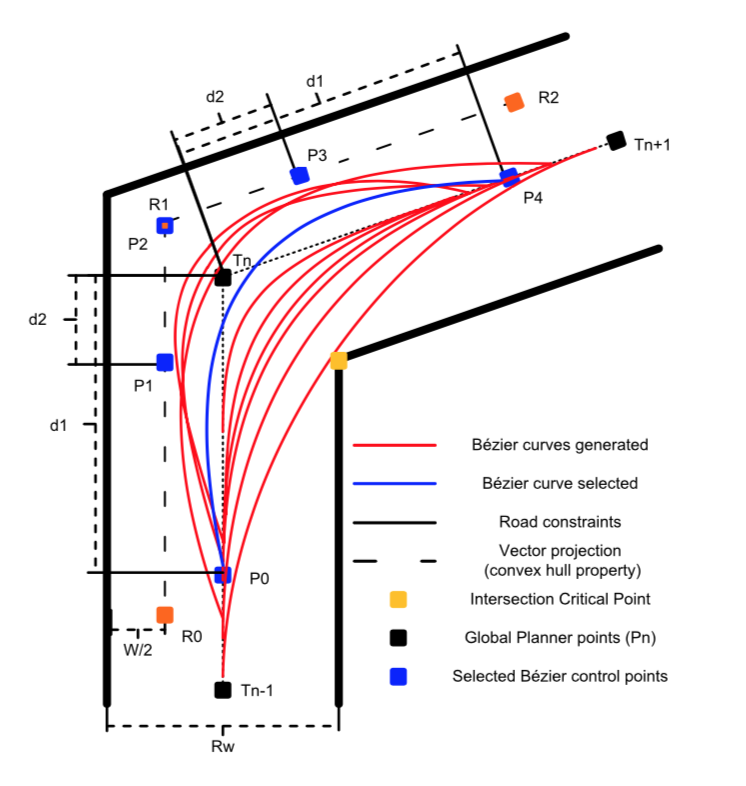 d2
d1
R2
Tn+1
P3
R1
P2
P4
Tn
d2
P1
d1
Bézier curves generated
Bézier curve selected
Road constraints
Vector projection
(convex hull property)
P0
Intersection Critical Point
R0
Global Planner points (Pn)
W/2
Selected Bézier control points
Tn-1
Rw